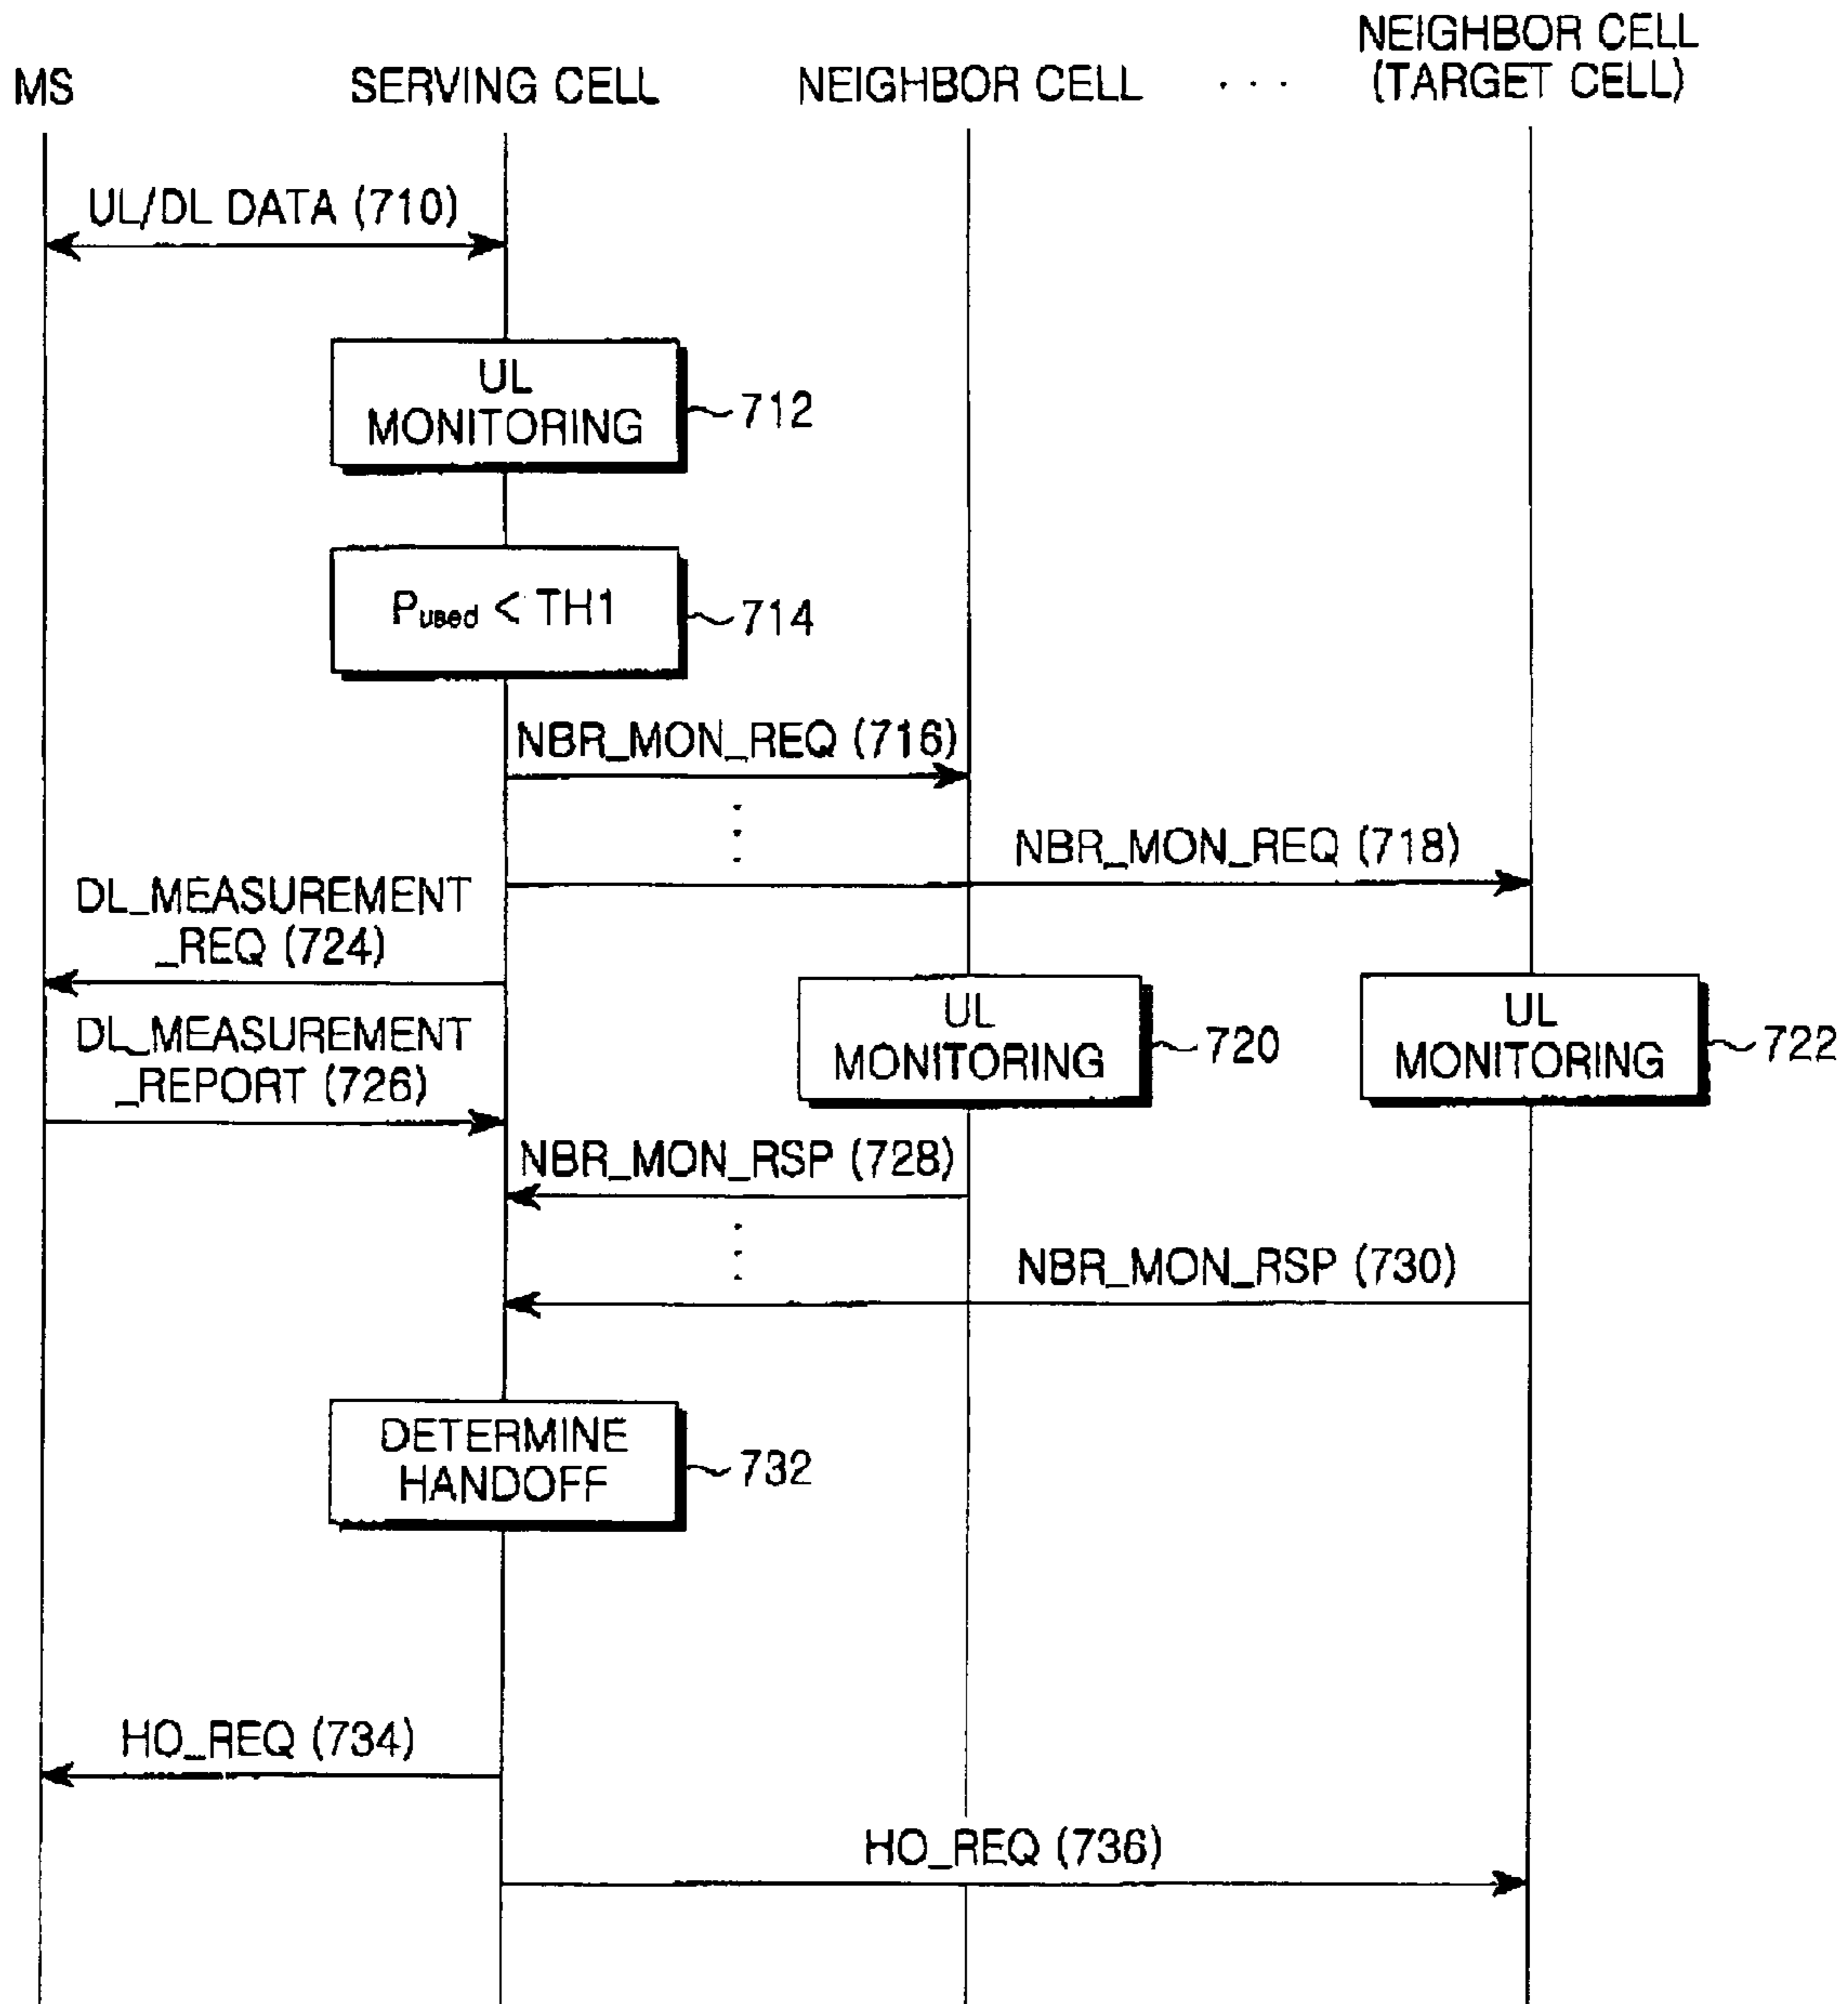 MS
SERVING CELL
NEIGHBOR CELL
. . .
NEIGHBOR CELL
(TARGET CELL)
UL/DL DATA (710)
UL
MONITORING
712
Pused < TH1
714
NBR_MON_REQ (716)
NBR_MON_REQ (718)
DL_MEASUREMENT
_REQ (724)
UL
MONITORING
720
UL
MONITORING
722
DL_MEASUREMENT
_REPORT (726)
NBR_MON_RSP (728)
NBR_MON_RSP (730)
DETERMINE
HANDOFF
732
HO_REQ (734)
HO_REQ (736)